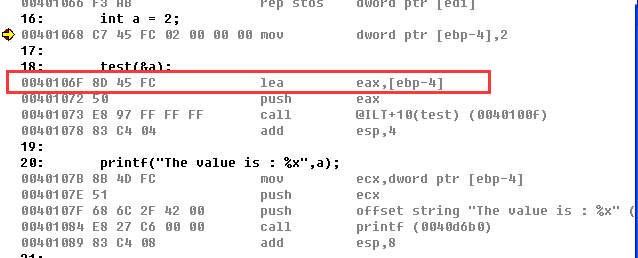 00401066 F3 AB rep stos dword ptr [edi]
16: int a = 2;
00401068 C7 45 FC 02 00 00 00 mov dword ptr [ebp-4],2
17:
18: test(&a);
0040106F 8D 45 FC lea eax,[ebp-4]
00401072 50 push eax
00401073 E8 97 FF FF FF call @ILT+10(test) (0040100f)
00401078 83 C4 04 add esp,4
19:
20: printf("The value is : %x",a);
0040107B 8B 4D FC mov ecx,dword ptr [ebp-4]
0040107E 51 push ecx
0040107F 68 6C 2F 42 00 push offset string "The value is : %x" (
00401084 E8 27 C6 00 00 call printf (0040d6b0)
00401089 83 C4 08 add esp,8